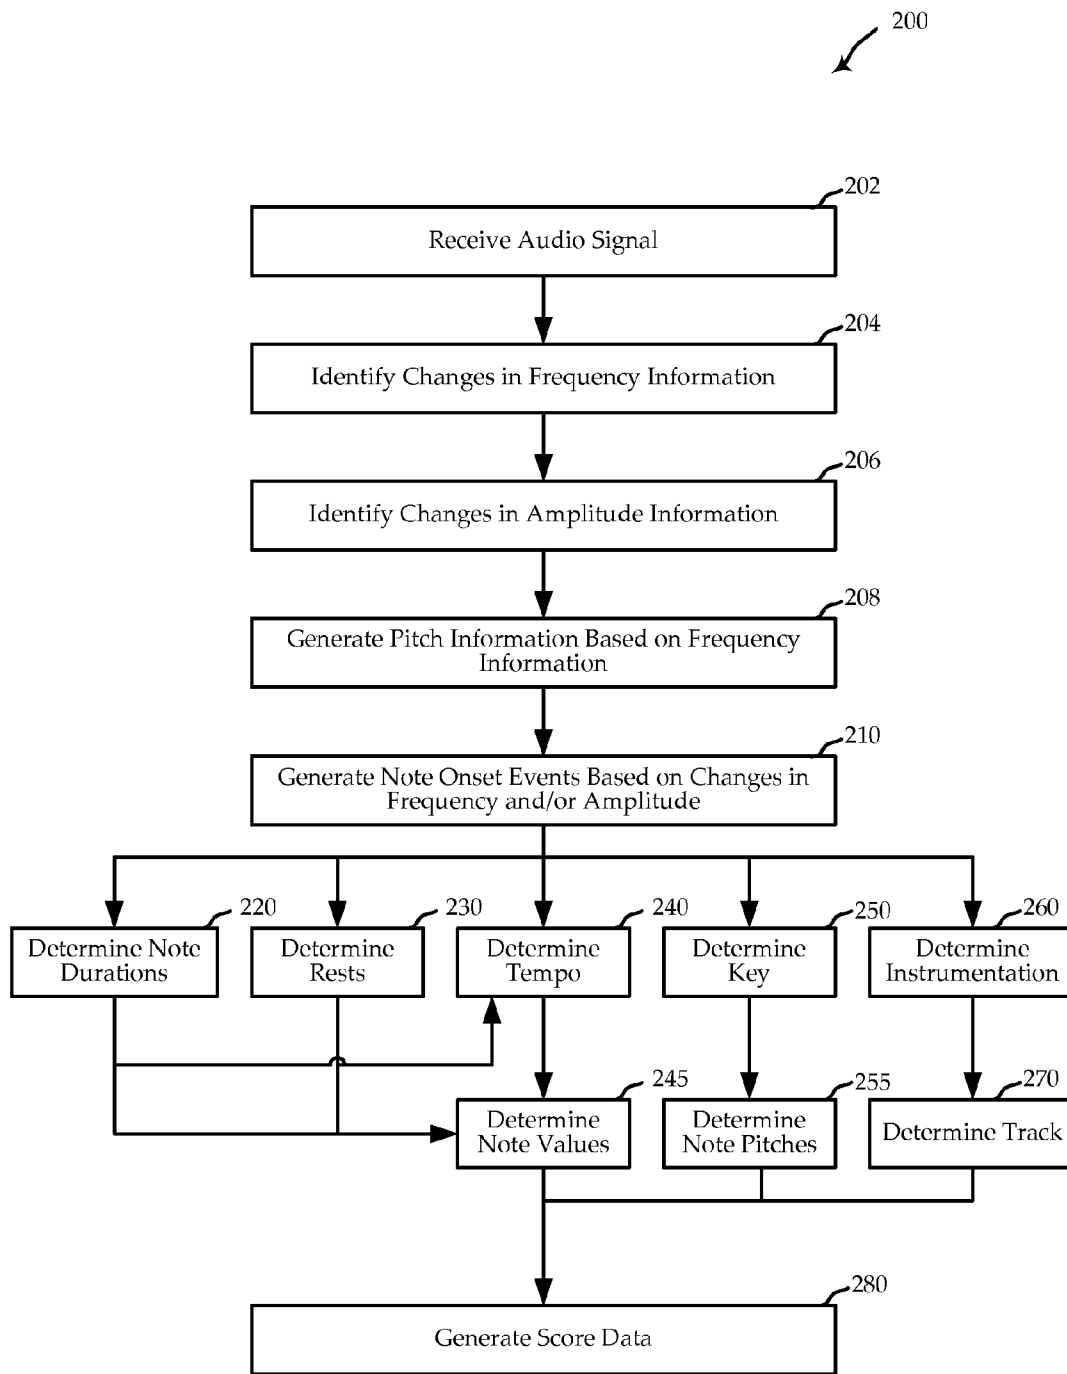 200
202
Receive Audio Signal
204
Identify Changes in Frequency Information
206
Identify Changes in Amplitude Information
208
Generate Pitch Information Based on Frequency
Information
210
Generate Note Onset Events Based on Changes in
Frequency and/or Amplitude
220
Determine Note
Durations
230
Determine
Rests
240
Determine
Tempo
250
Determine
Key
260
Determine
Instrumentation
245
Determine
Note Values
255
Determine
Note Pitches
270
Determine Track
280
Generate Score Data